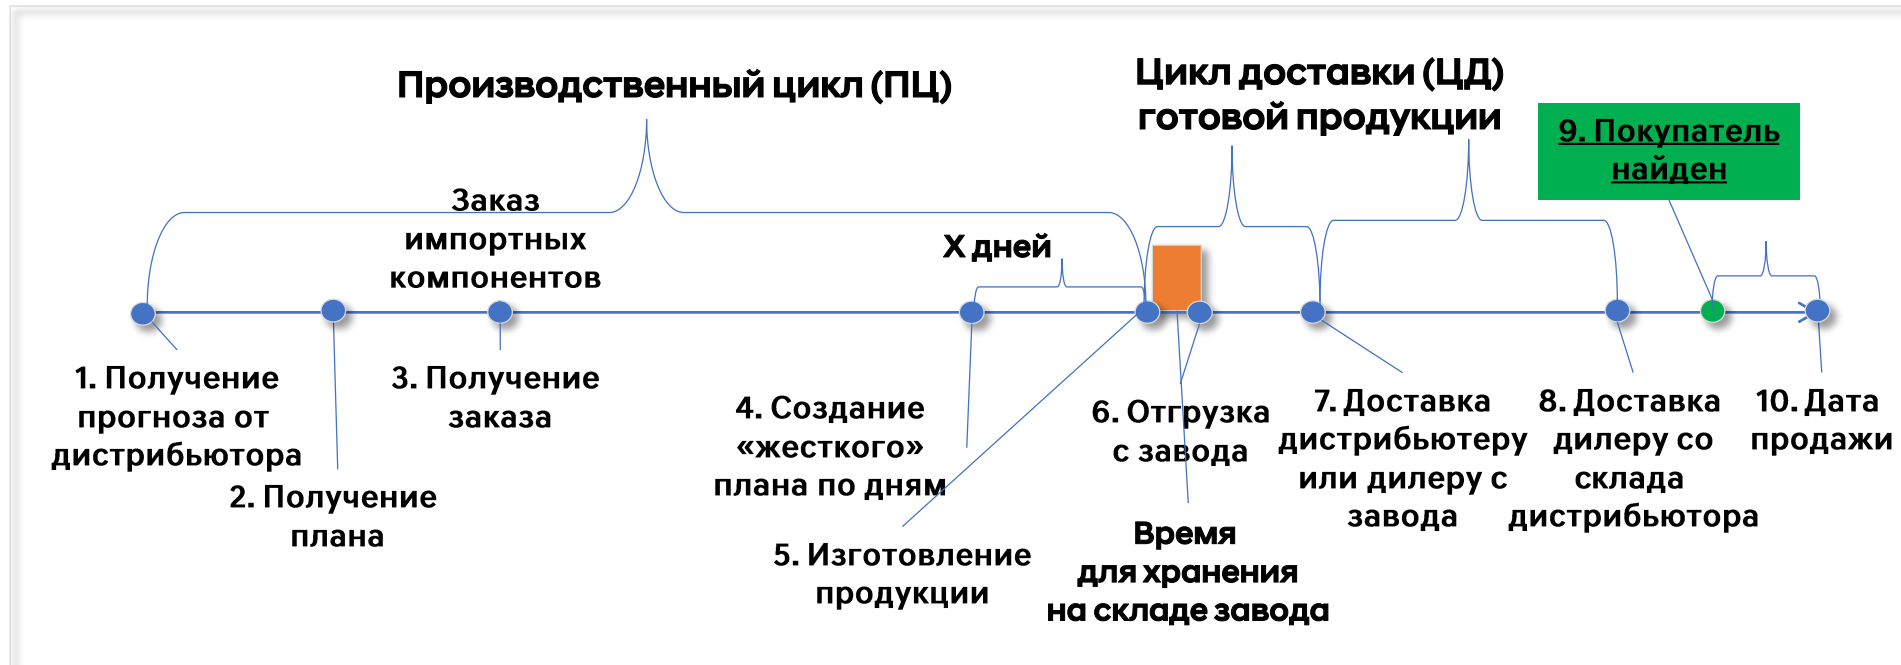 Производственный цикл (ПЦ)
Цикл доставки (ЦД)
готовой продукции
9. Покупатель
найден
Заказ
импортных
компонентов
Х дней
1. Получение
прогноза от
дистрибьютора
2. Получение
плана
3. Получение
заказа
4. Создание
«жесткого»
плана по дням
5. Изготовление
продукции
6. Отгрузка
с завода
Время
для хранения
на складе завода
7. Доставка
дистрибьютеру
или дилеру с
завода
8. Доставка
дилеру со
склада
дистрибьютора
10. Дата
продажи